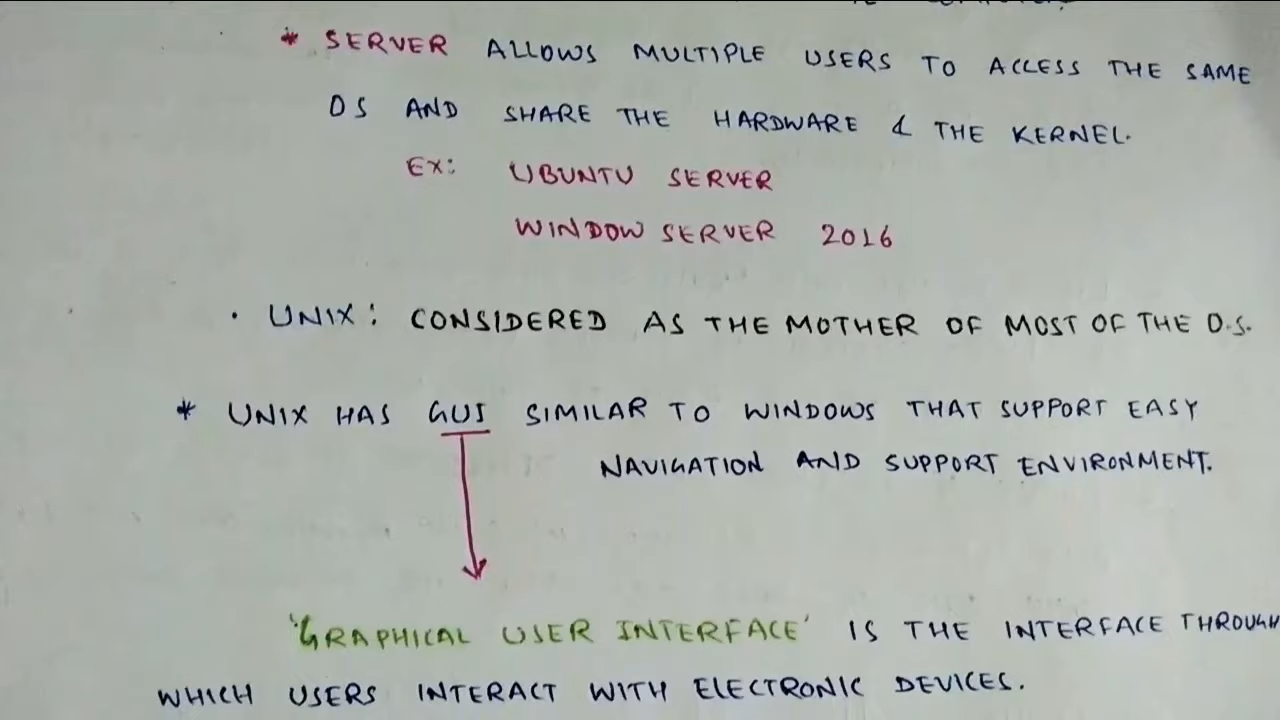 * SERVER ALLOWS MULTIPLE USERS TO ACCESS THE SAME
OS AND SHARE THE HARDWARE & THE KERNEL.
EX: UBUNTU SERVER
WINDOW SERVER 2016
· UNIX: CONSIDERED AS THE MOTHER OF MOST OF THE O.S.
* UNIX HAS GUI SIMILAR TO WINDOWS THAT SUPPORT EASY
NAVIGATION AND SUPPORT ENVIRONMENT.
'GRAPHICAL USER INTERFACE' IS THE INTERFACE THROUGH
WHICH USERS INTERACT WITH ELECTRONIC DEVICES.